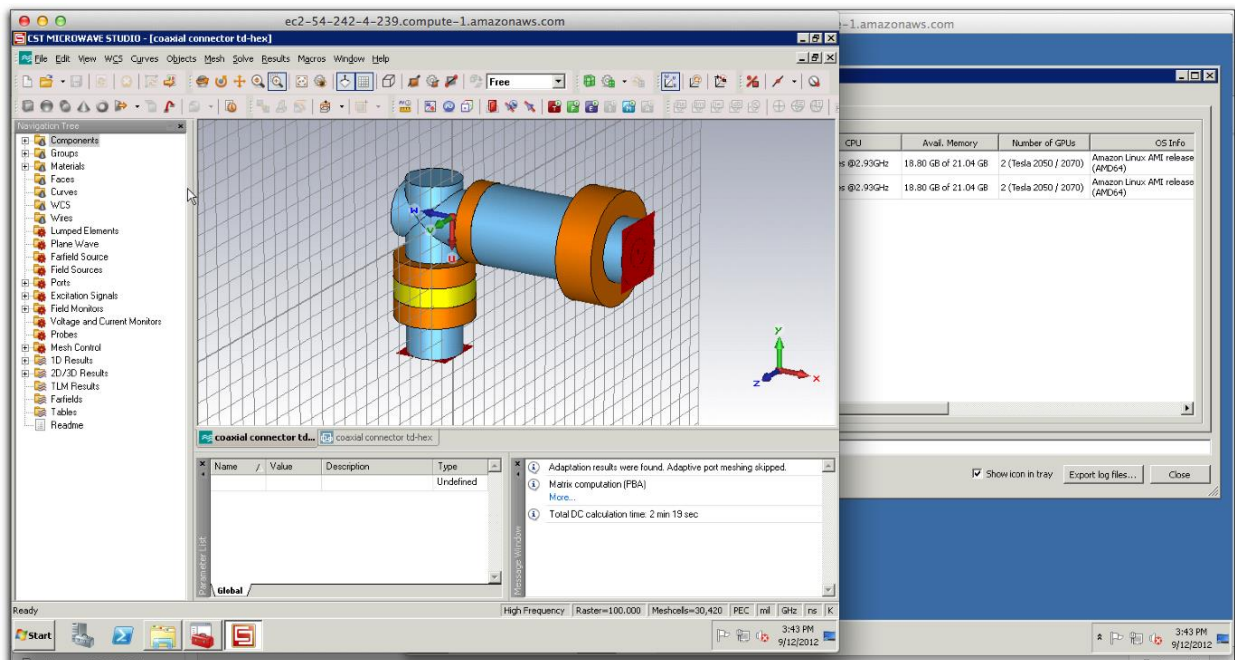 ec2-54-242-4-239.compute-1.amazonaws.com
-1.amazonaws.com
CST MICROWAVE STUDIO - [coaxial connector td-hex]
File Edit View WCS Curves Objects Mesh Solve Results Macros Window Help
Free
Navigation Tree
Components
Groups
Materials
Faces
Curves
WCS
Wires
Lumped Elements
Plane Wave
Farfield Source
Field Sources
Ports
Excitation Signals
Field Monitors
Voltage and Current Monitors
Probes
Mesh Control
1D Results
2D/3D Results
TLM Results
Farfields
Tables
Readme
W
V
U
y
x
z
CPU Avail. Memory Number of GPUs OS Info
es @2.93GHz 18.80 GB of 21.04 GB 2 (Tesla 2050 / 2070) Amazon Linux AMI release
(AMD64)
es @2.93GHz 18.80 GB of 21.04 GB 2 (Tesla 2050 / 2070) Amazon Linux AMI release
(AMD64)
coaxial connector td... coaxial connector td-hex
Name / Value Description Type
Undefined
Parameter List
Global
Message Window
Adaptation results were found. Adaptive port meshing skipped.
Matrix computation (PBA)
More...
Total DC calculation time: 2 min 19 sec
Show icon in tray Export log files... Close
Ready High Frequency Raster=100.000 Meshcells=30,420 PEC mil GHz ns K
Start 3:43 PM
9/12/2012
3:43 PM
9/12/2012